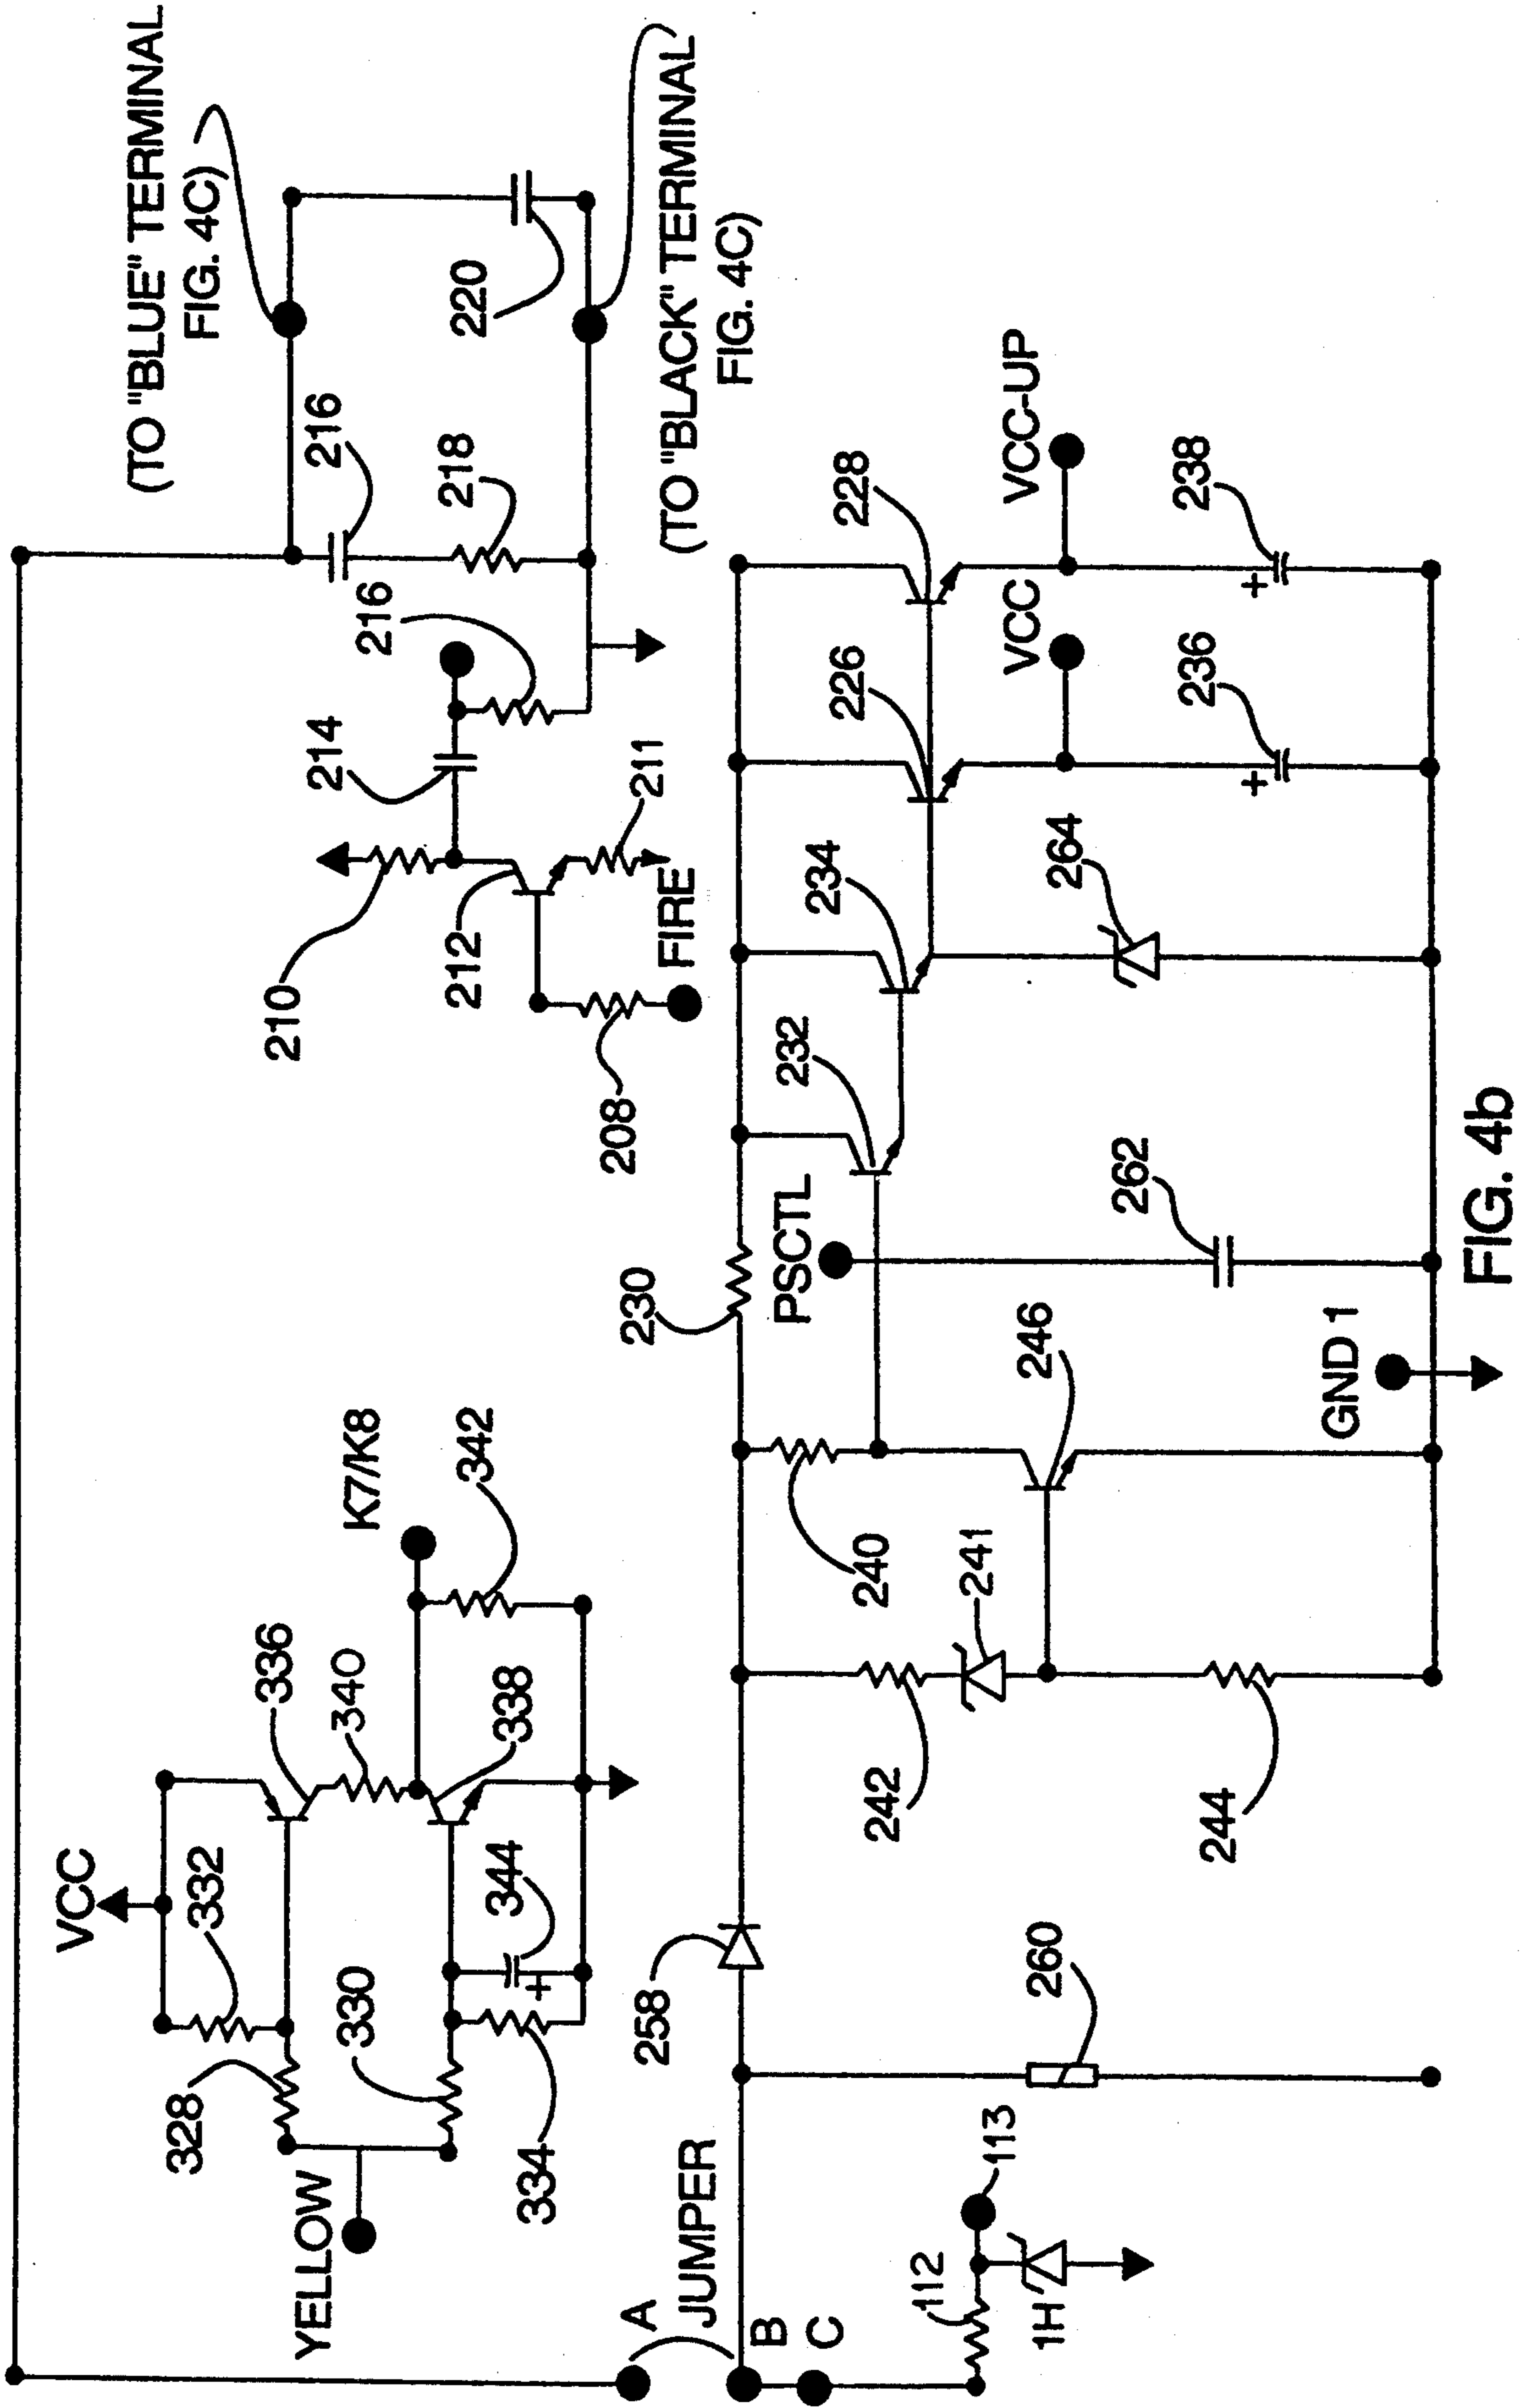 (TO "BLUE" TERMINAL
FIG. 4C)
216
218
220
216
214
210
212
211
208
FIRE
(TO "BLACK" TERMINAL
FIG. 4C)
VCC
332
336
340
328
YELLOW
330
344
338
334
K7/K8
342
A
JUMPER
B
C
112
113
1H
258
260
242
241
244
240
246
230
PSCTL
262
GND 1
232
234
264
226
228
VCC
VCC-UP
236
+
238
+
+
FIG. 4b